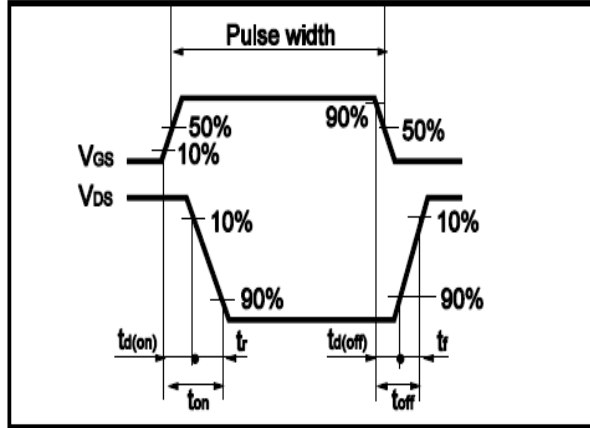 Pulse width
90%
50%
50%
VGS
10%
VDS
10%
10%
90%
90%
td(on)
tr
td(off)
tf
ton
toff